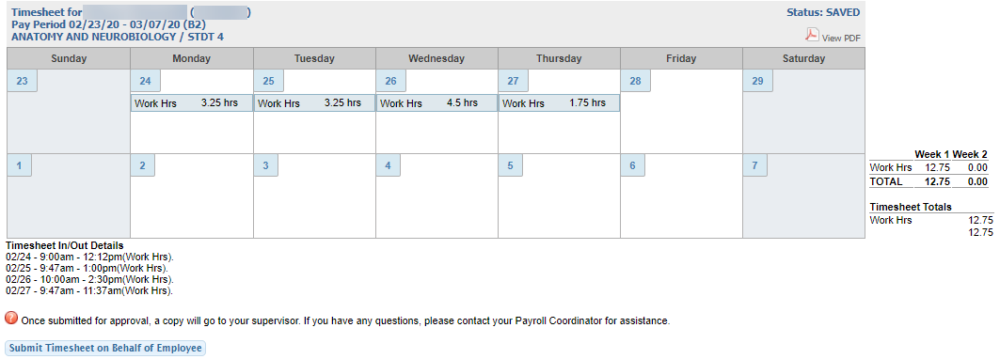 Timesheet for ( )
Status: SAVED
Pay Period 02/23/20 - 03/07/20 (B2)
ANATOMY AND NEUROBIOLOGY / STDT 4
View PDF
Sunday Monday Tuesday Wednesday Thursday Friday Saturday
23 24 25 26 27 28 29
Work Hrs 3.25 hrs Work Hrs 3.25 hrs Work Hrs 4.5 hrs Work Hrs 1.75 hrs
1 2 3 4 5 6 7
Week 1 Week 2
Work Hrs 12.75 0.00
TOTAL 12.75 0.00
Timesheet Totals
Work Hrs 12.75
12.75
Timesheet In/Out Details
02/24 - 9:00am - 12:12pm(Work Hrs).
02/25 - 9:47am - 1:00pm(Work Hrs).
02/26 - 10:00am - 2:30pm(Work Hrs).
02/27 - 9:47am - 11:37am(Work Hrs).
Once submitted for approval, a copy will go to your supervisor. If you have any questions, please contact your Payroll Coordinator for assistance.
Submit Timesheet on Behalf of Employee